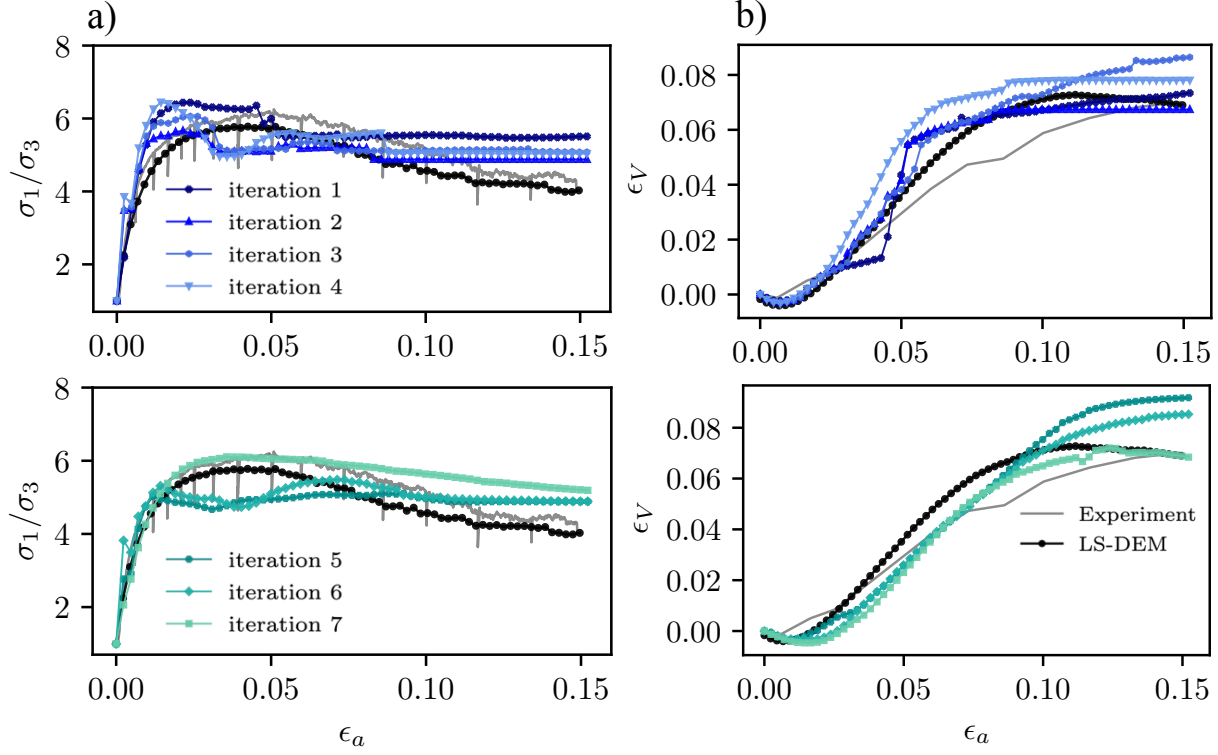 a)
b)
8
6
4
2
σ₁/σ₃
0.00 0.05 0.10 0.15
iteration 1
iteration 2
iteration 3
iteration 4
0.08
0.06
0.04
0.02
0.00
ϵ_V
0.00 0.05 0.10 0.15
8
6
4
2
σ₁/σ₃
0.00 0.05 0.10 0.15
ϵ_a
iteration 5
iteration 6
iteration 7
0.08
0.06
0.04
0.02
0.00
ϵ_V
0.00 0.05 0.10 0.15
ϵ_a
Experiment
LS-DEM